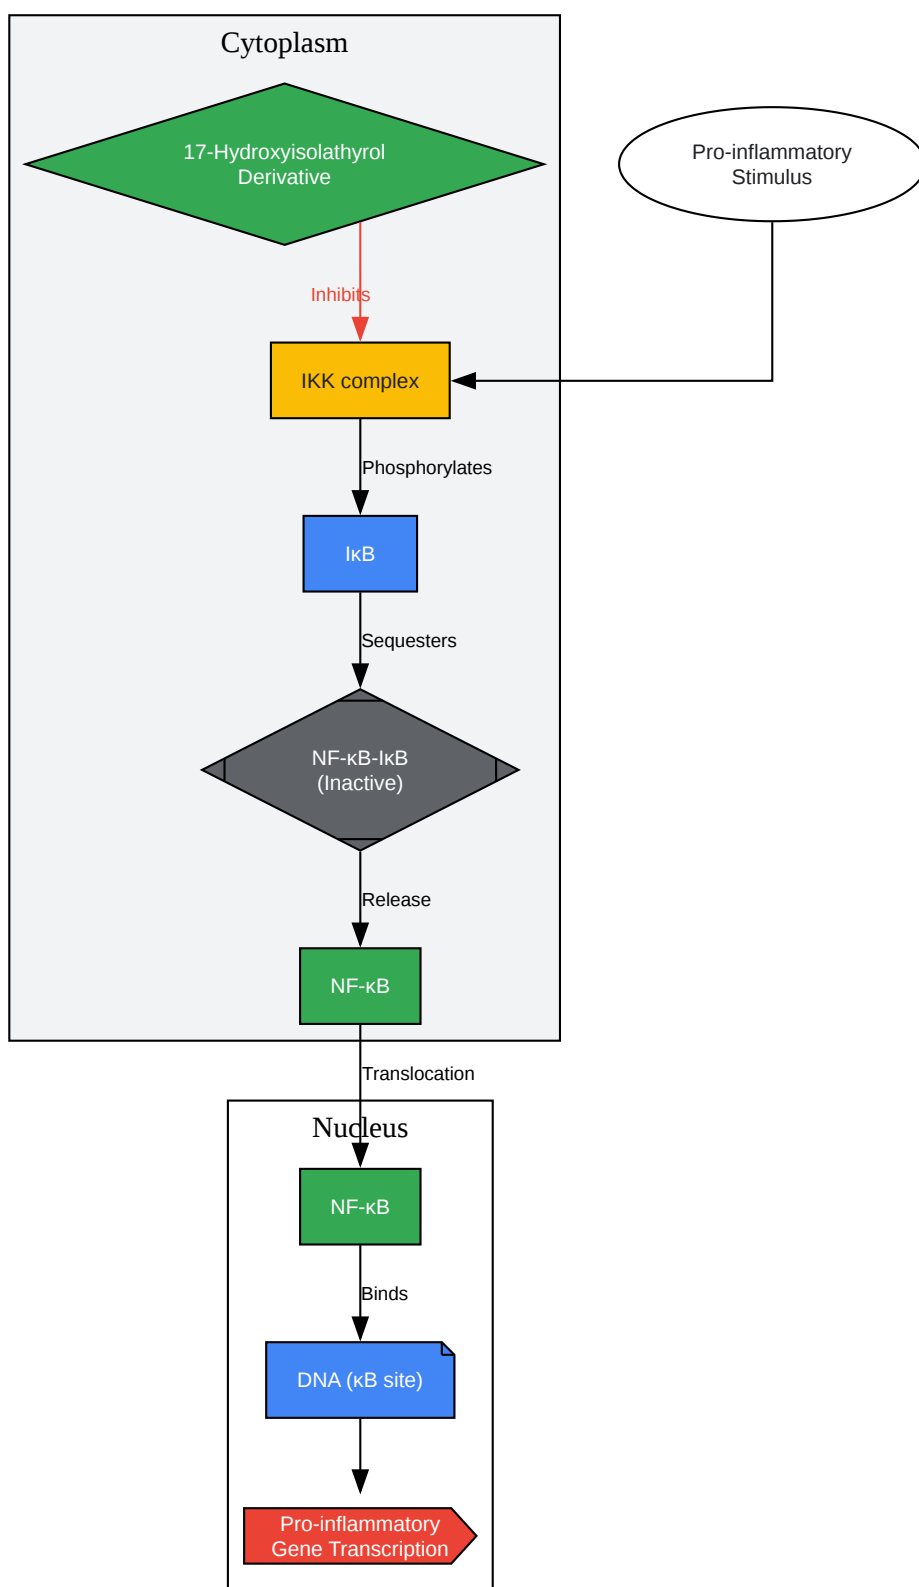 Cytoplasm
17-Hydroxyisolathyrol
Derivative
Pro-inflammatory
Stimulus
Inhibits
IKK complex
Phosphorylates
IκB
Sequesters
NF-κB-IκB
(Inactive)
Release
NF-κB
Translocation
Nucleus
NF-κB
Binds
DNA (κB site)
Pro-inflammatory
Gene Transcription